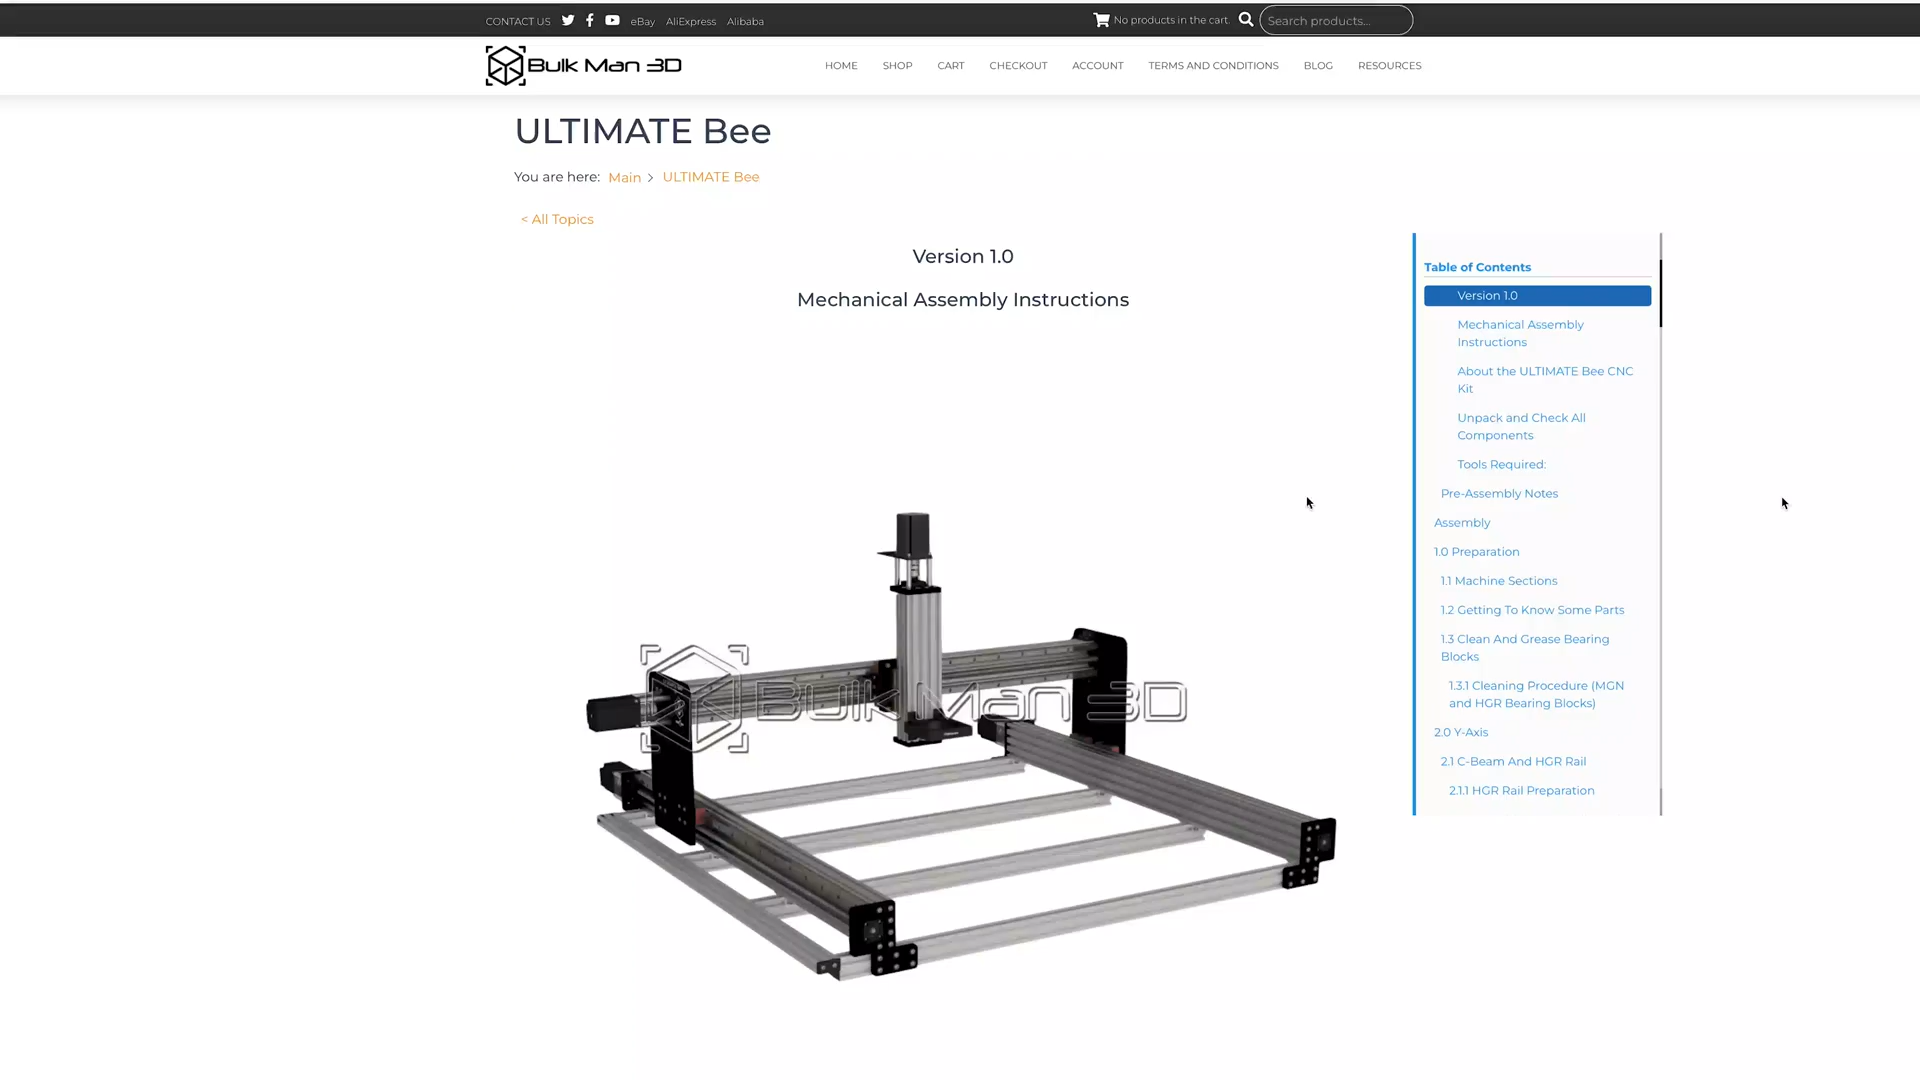 CONTACT US eBay AliExpress Alibaba No products in the cart. Search products...
Bulk Man 3D HOME SHOP CART CHECKOUT ACCOUNT TERMS AND CONDITIONS BLOG RESOURCES
ULTIMATE Bee
You are here: Main > ULTIMATE Bee
< All Topics
Version 1.0
Mechanical Assembly Instructions
Bulk Man 3D
Table of Contents
Version 1.0
Mechanical Assembly
Instructions
About the ULTIMATE Bee CNC
Kit
Unpack and Check All
Components
Tools Required:
Pre-Assembly Notes
Assembly
1.0 Preparation
1.1 Machine Sections
1.2 Getting To Know Some Parts
1.3 Clean And Grease Bearing
Blocks
1.3.1 Cleaning Procedure (MGN
and HGR Bearing Blocks)
2.0 Y-Axis
2.1 C-Beam And HGR Rail
2.1.1 HGR Rail Preparation